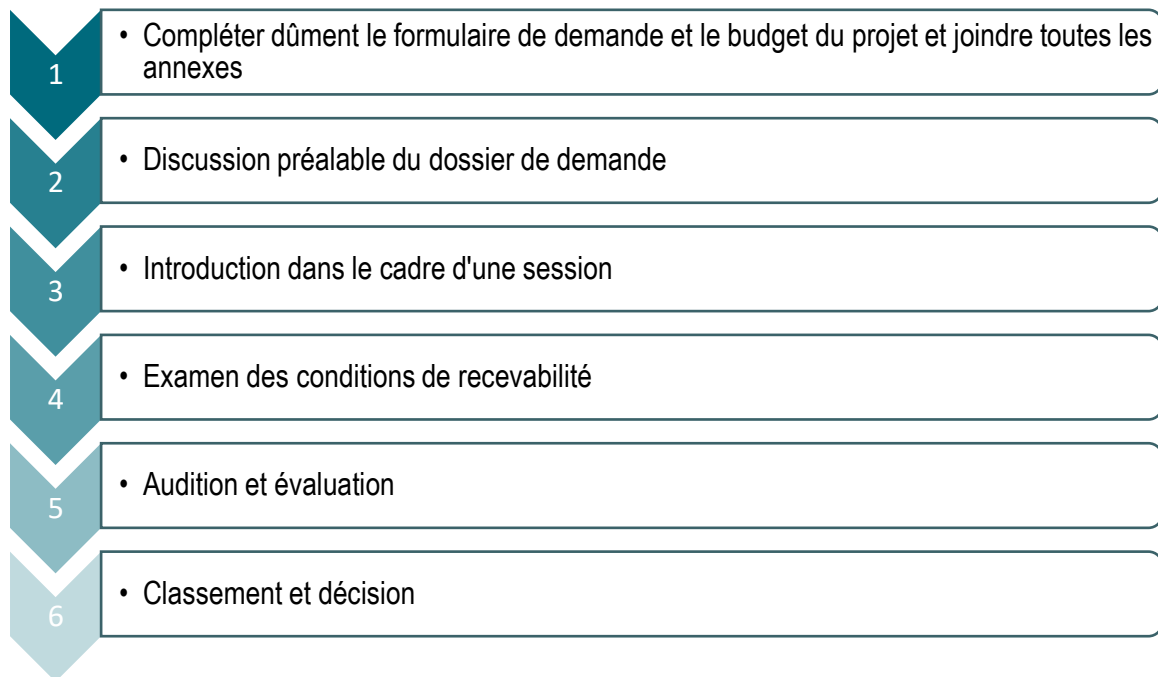 1
• Compléter dûment le formulaire de demande et le budget du projet et joindre toutes les
annexes
2
• Discussion préalable du dossier de demande
3
• Introduction dans le cadre d'une session
4
• Examen des conditions de recevabilité
5
• Audition et évaluation
6
• Classement et décision